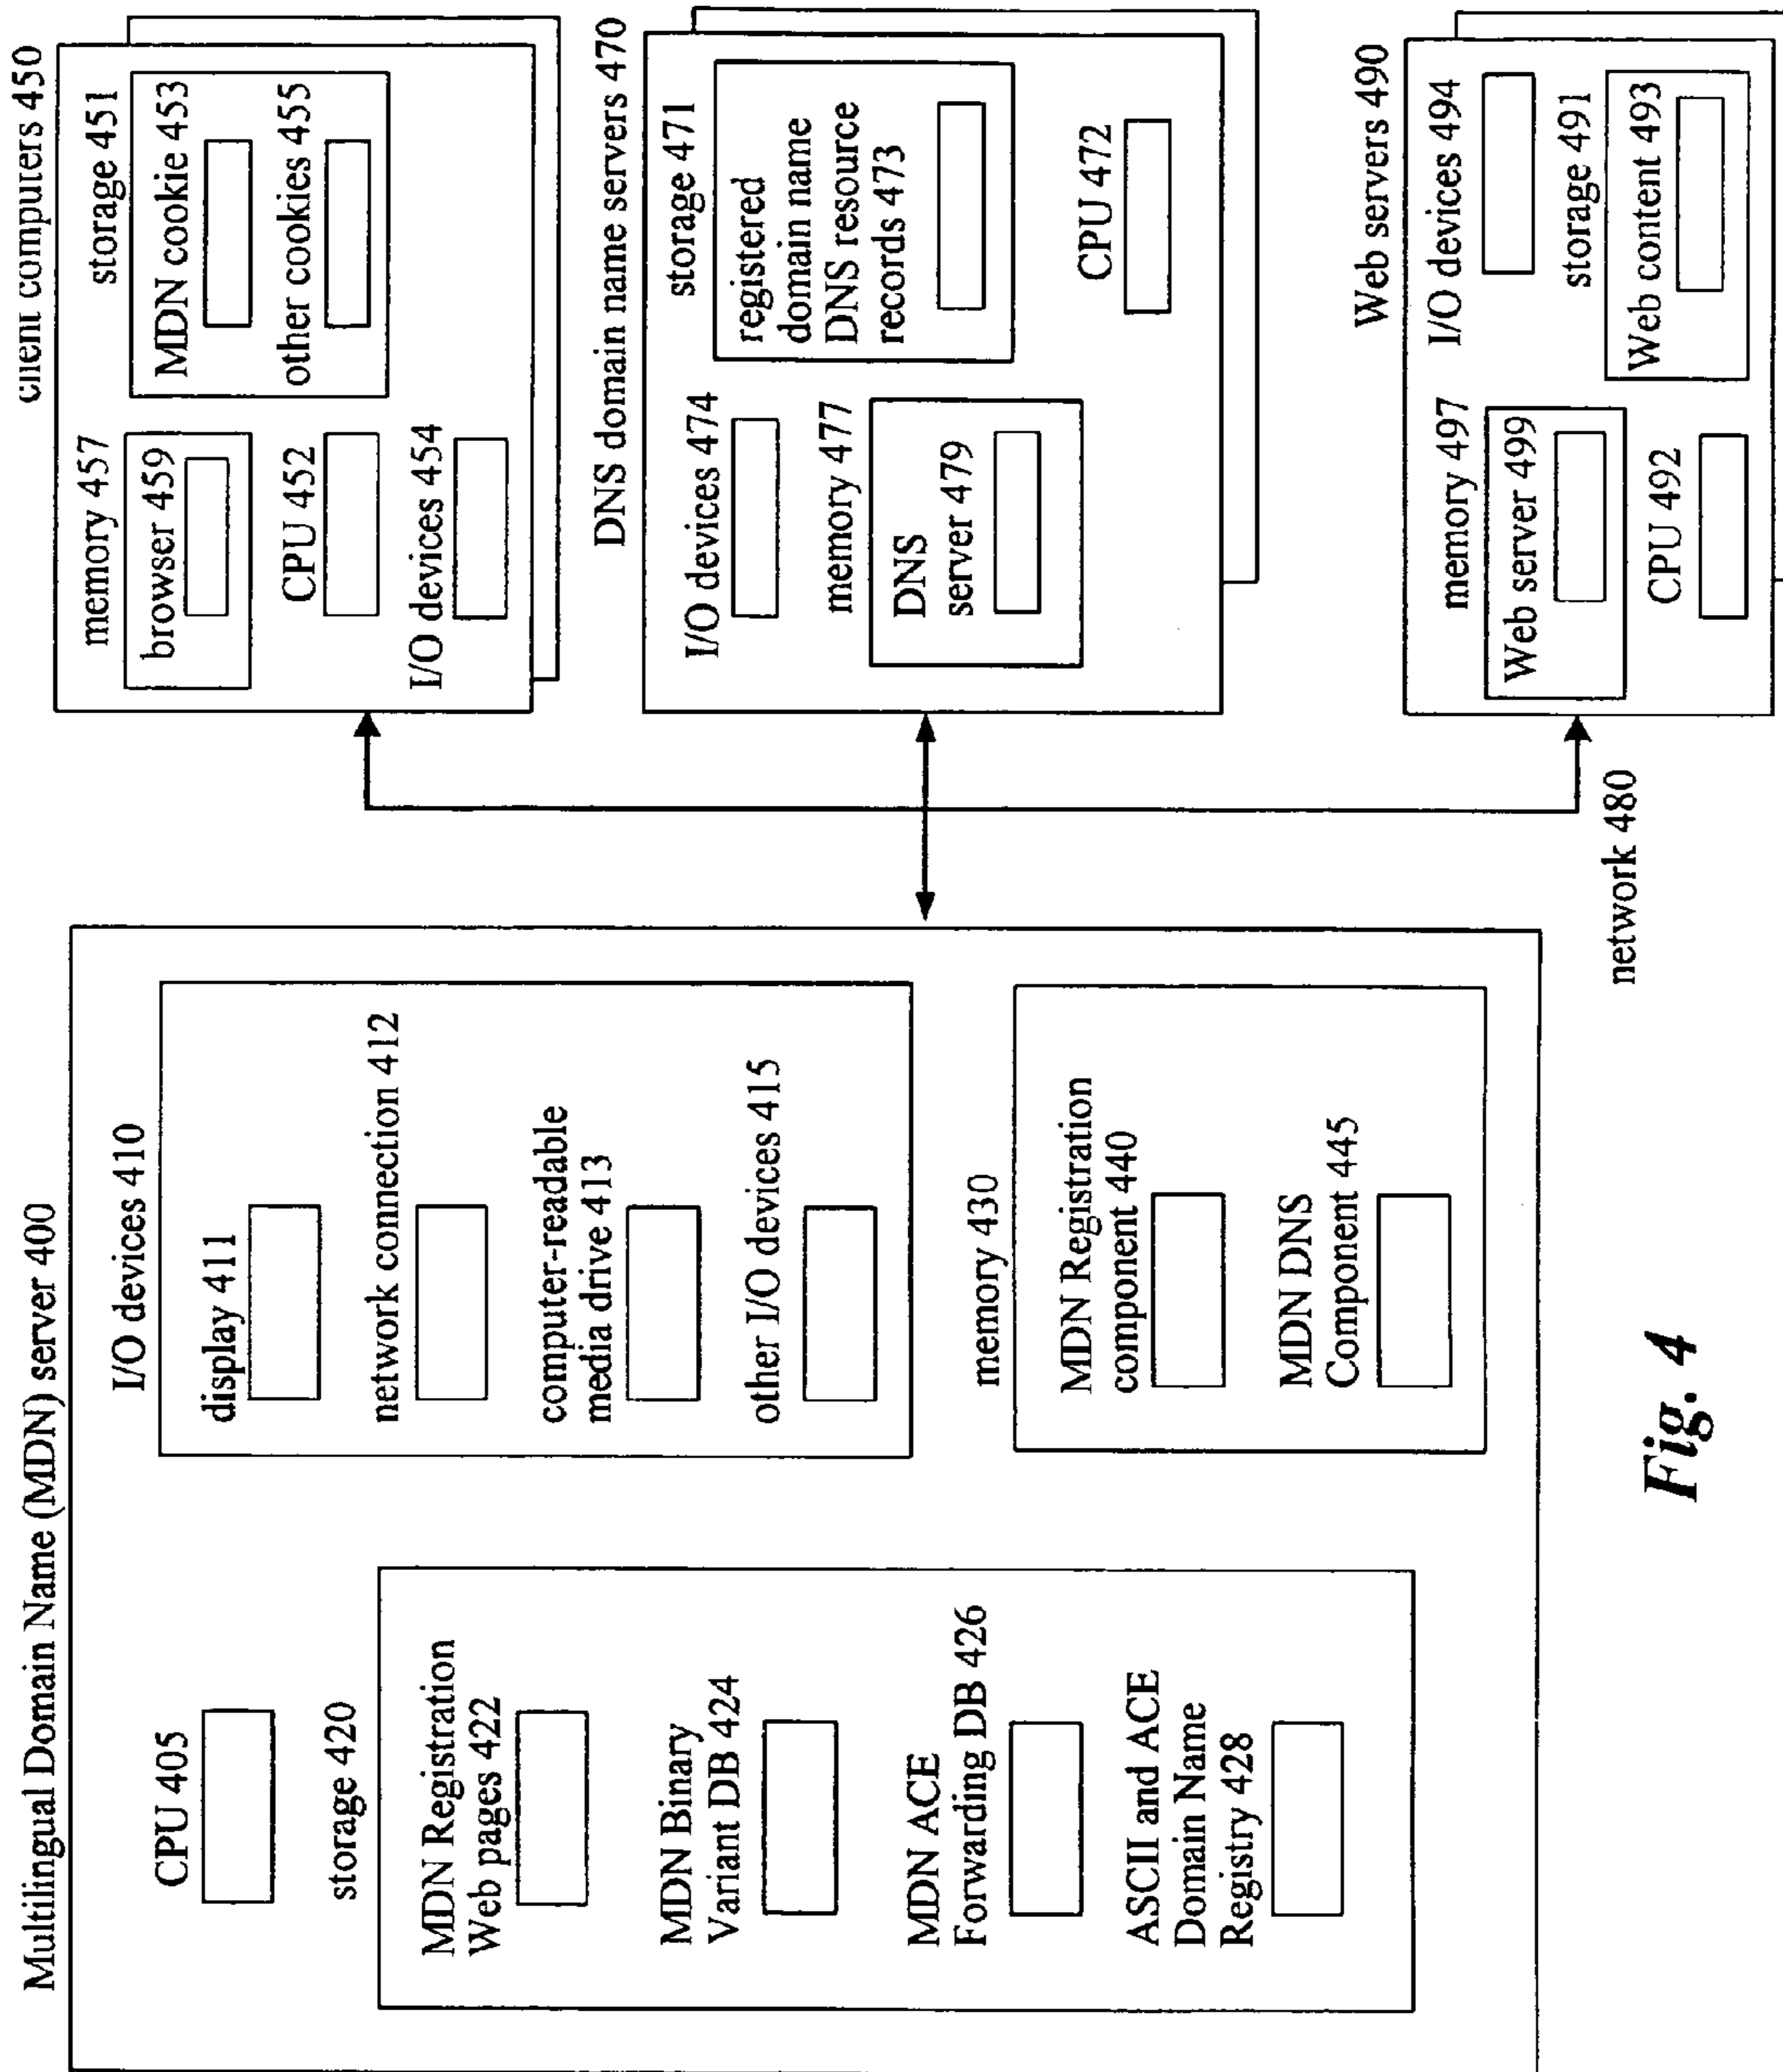 Multilingual Domain Name (MDN) server 400
CPU 405
storage 420
MDN Registration
Web pages 422
MDN Binary
Variant DB 424
MDN ACE
Forwarding DB 426
ASCII and ACE
Domain Name
Registry 428
I/O devices 410
display 411
network connection 412
computer-readable
media drive 413
other I/O devices 415
memory 430
MDN Registration
component 440
MDN DNS
Component 445
network 480
client computers 450
memory 457
browser 459
CPU 452
I/O devices 454
storage 451
MDN cookie 453
other cookies 455
DNS domain name servers 470
I/O devices 474
memory 477
DNS
server 479
storage 471
registered
domain name
DNS resource
records 473
CPU 472
Web servers 490
memory 497
Web server 499
CPU 492
I/O devices 494
storage 491
Web content 493
Fig. 4